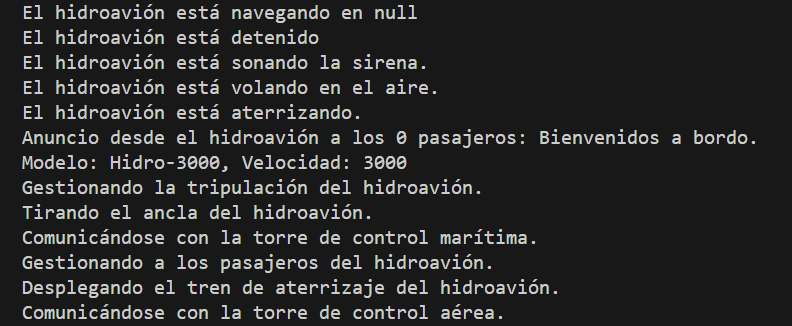 El hidroavión está navegando en null
El hidroavión está detenido
El hidroavión está sonando la sirena.
El hidroavión está volando en el aire.
El hidroavión está aterrizando.
Anuncio desde el hidroavión a los 0 pasajeros: Bienvenidos a bordo.
Modelo: Hidro-3000, Velocidad: 3000
Gestionando la tripulación del hidroavión.
Tirando el ancla del hidroavión.
Comunicándose con la torre de control marítima.
Gestionando a los pasajeros del hidroavión.
Desplegando el tren de aterrizaje del hidroavión.
Comunicándose con la torre de control aérea.